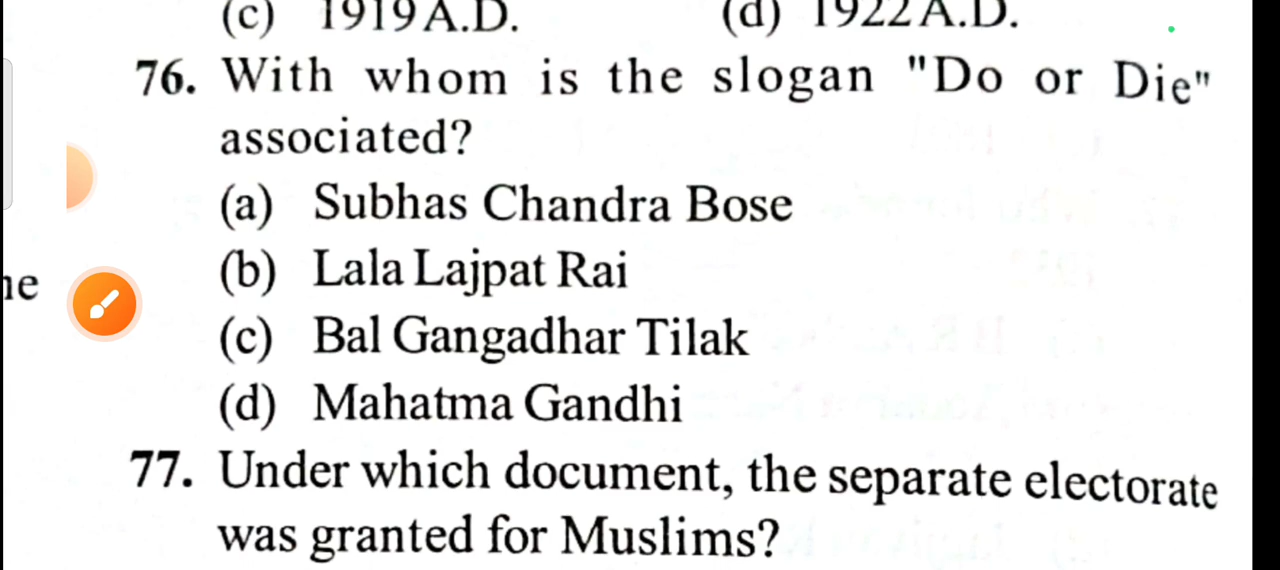 (c) 1919 A.D. (d) 1922 A.D.
76. With whom is the slogan "Do or Die"
associated?
(a) Subhas Chandra Bose
(b) Lala Lajpat Rai
he
(c) Bal Gangadhar Tilak
(d) Mahatma Gandhi
77. Under which document, the separate electorate
was granted for Muslims?